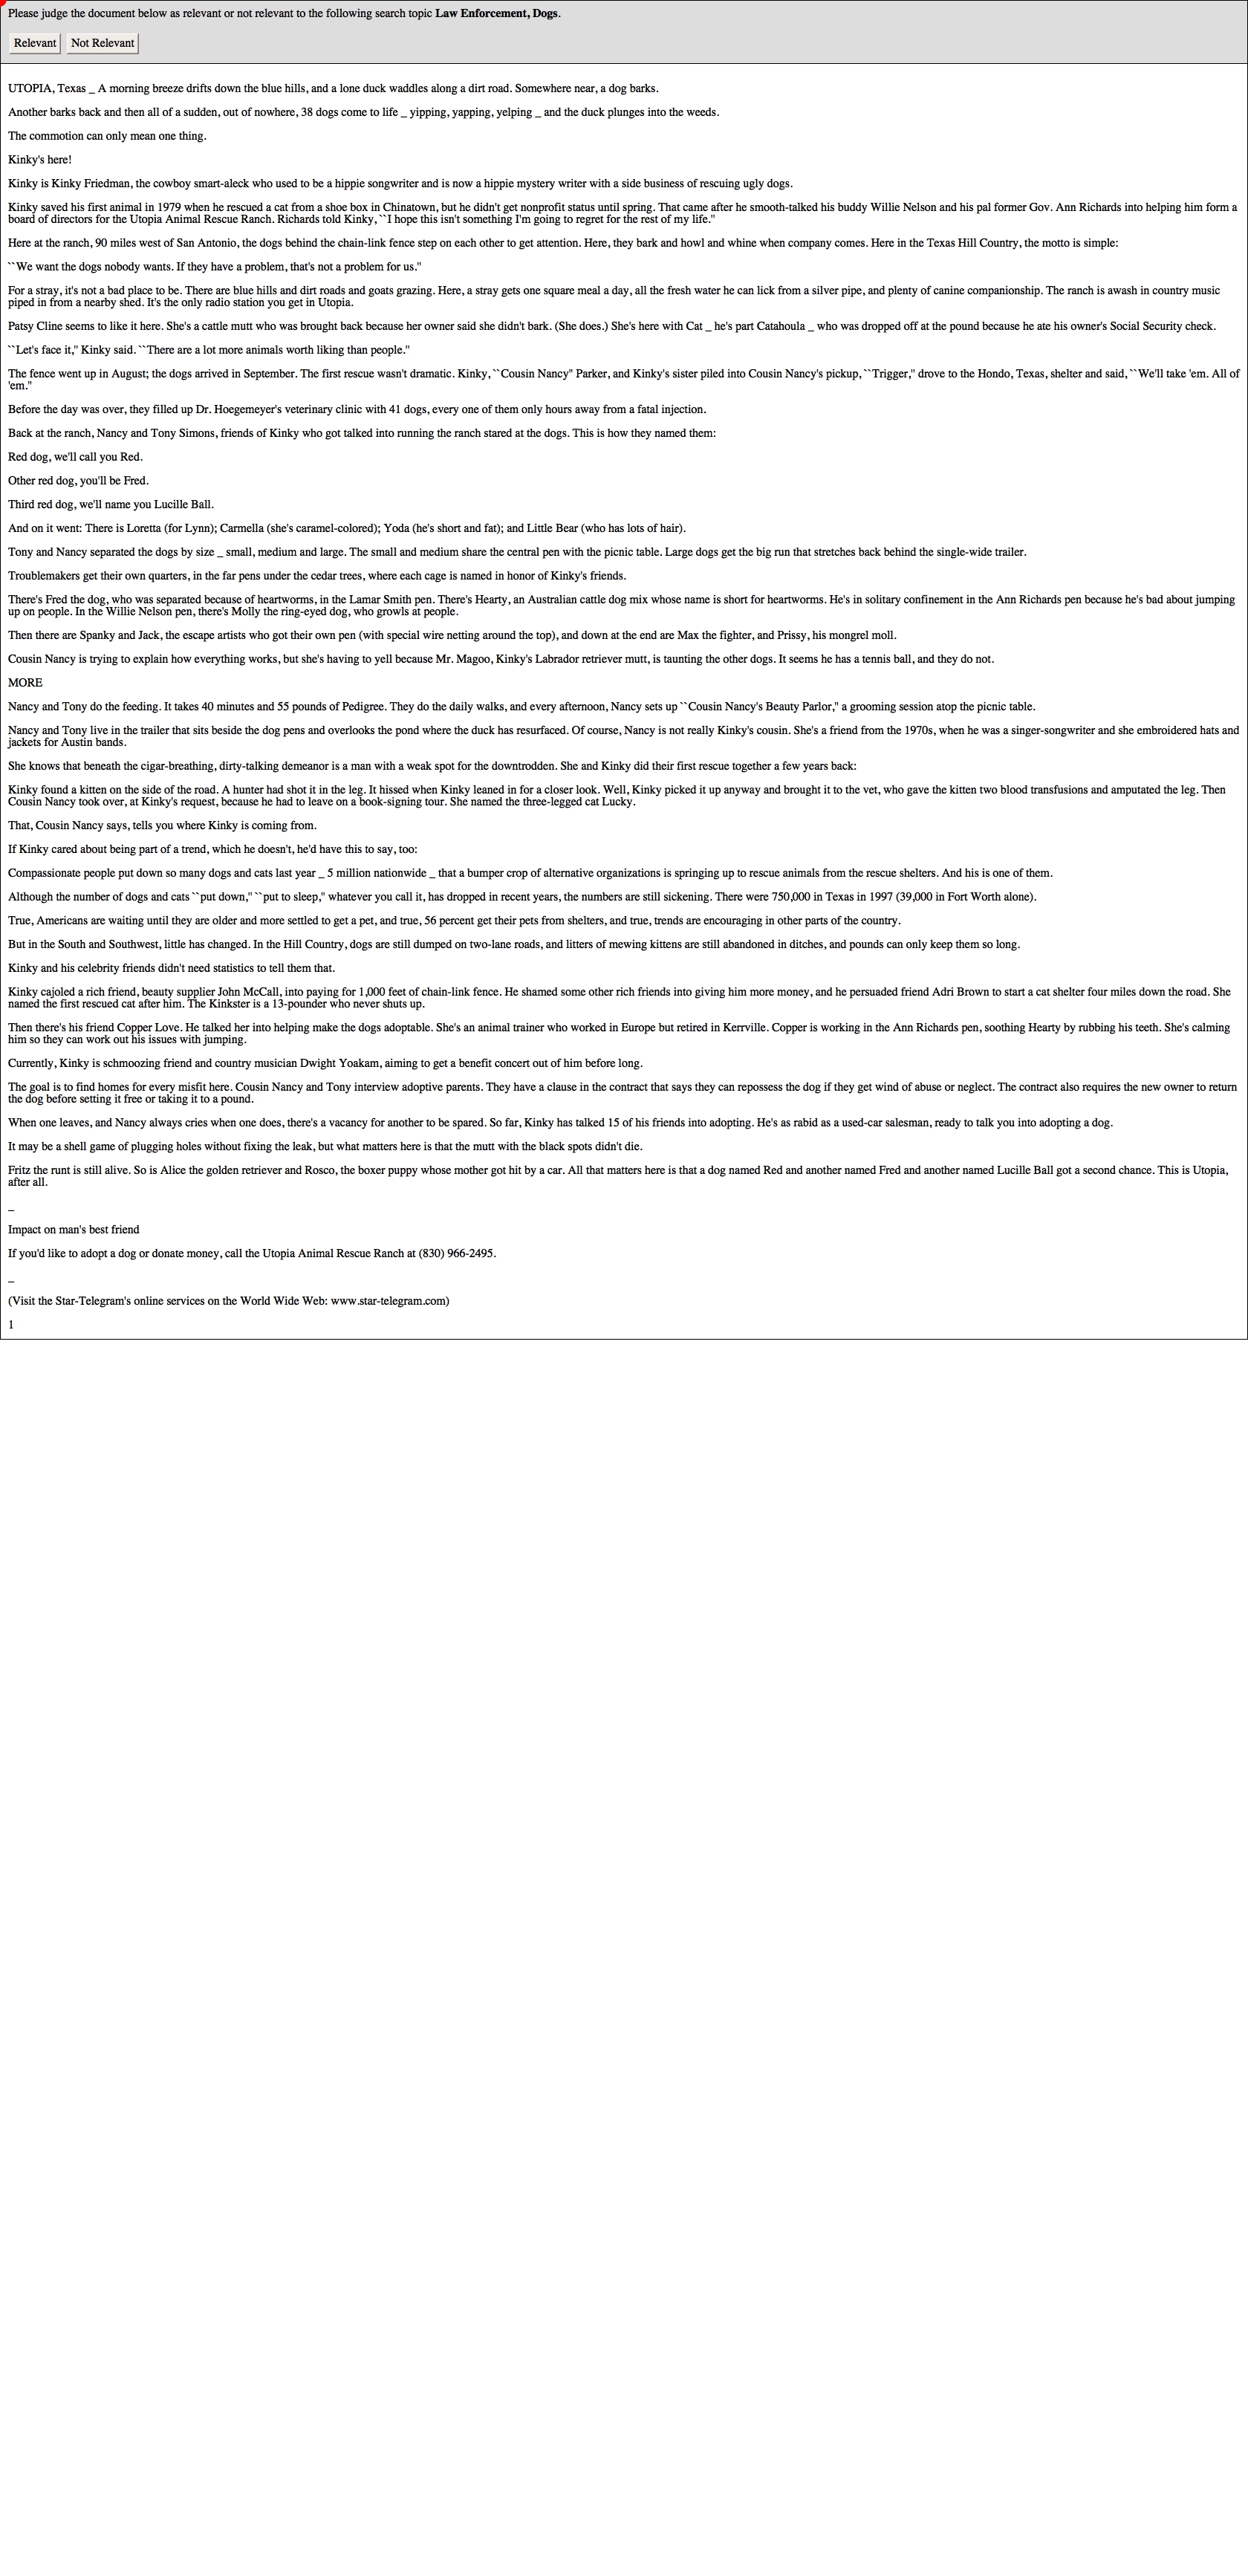 Please judge the document below as relevant or not relevant to the following search topic Law Enforcement, Dogs.
Relevant Not Relevant
UTOPIA, Texas _ A morning breeze drifts down the blue hills, and a lone duck waddles along a dirt road. Somewhere near, a dog barks.
Another barks back and then all of a sudden, out of nowhere, 38 dogs come to life _ yipping, yapping, yelping _ and the duck plunges into the weeds.
The commotion can only mean one thing.
Kinky's here!
Kinky is Kinky Friedman, the cowboy smart-aleck who used to be a hippie songwriter and is now a hippie mystery writer with a side business of rescuing ugly dogs.
Kinky saved his first animal in 1979 when he rescued a cat from a shoe box in Chinatown, but he didn't get nonprofit status until spring. That came after he smooth-talked his buddy Willie Nelson and his pal former Gov. Ann Richards into helping him form a
board of directors for the Utopia Animal Rescue Ranch. Richards told Kinky, ``I hope this isn't something I'm going to regret for the rest of my life.''
Here at the ranch, 90 miles west of San Antonio, the dogs behind the chain-link fence step on each other to get attention. Here, they bark and howl and whine when company comes. Here in the Texas Hill Country, the motto is simple:
``We want the dogs nobody wants. If they have a problem, that's not a problem for us.''
For a stray, it's not a bad place to be. There are blue hills and dirt roads and goats grazing. Here, a stray gets one square meal a day, all the fresh water he can lick from a silver pipe, and plenty of canine companionship. The ranch is awash in country music
piped in from a nearby shed. It's the only radio station you get in Utopia.
Patsy Cline seems to like it here. She's a cattle mutt who was brought back because her owner said she didn't bark. (She does.) She's here with Cat _ he's part Catahoula _ who was dropped off at the pound because he ate his owner's Social Security check.
``Let's face it,'' Kinky said. ``There are a lot more animals worth liking than people.''
The fence went up in August; the dogs arrived in September. The first rescue wasn't dramatic. Kinky, ``Cousin Nancy'' Parker, and Kinky's sister piled into Cousin Nancy's pickup, ``Trigger,'' drove to the Hondo, Texas, shelter and said, ``We'll take 'em. All of
'em.''
Before the day was over, they filled up Dr. Hoegemeyer's veterinary clinic with 41 dogs, every one of them only hours away from a fatal injection.
Back at the ranch, Nancy and Tony Simons, friends of Kinky who got talked into running the ranch stared at the dogs. This is how they named them:
Red dog, we'll call you Red.
Other red dog, you'll be Fred.
Third red dog, we'll name you Lucille Ball.
And on it went: There is Loretta (for Lynn); Carmella (she's caramel-colored); Yoda (he's short and fat); and Little Bear (who has lots of hair).
Tony and Nancy separated the dogs by size _ small, medium and large. The small and medium share the central pen with the picnic table. Large dogs get the big run that stretches back behind the single-wide trailer.
Troublemakers get their own quarters, in the far pens under the cedar trees, where each cage is named in honor of Kinky's friends.
There's Fred the dog, who was separated because of heartworms, in the Lamar Smith pen. There's Hearty, an Australian cattle dog mix whose name is short for heartworms. He's in solitary confinement in the Ann Richards pen because he's bad about jumping
up on people. In the Willie Nelson pen, there's Molly the ring-eyed dog, who growls at people.
Then there are Spanky and Jack, the escape artists who got their own pen (with special wire netting around the top), and down at the end are Max the fighter, and Prissy, his mongrel moll.
Cousin Nancy is trying to explain how everything works, but she's having to yell because Mr. Magoo, Kinky's Labrador retriever mutt, is taunting the other dogs. It seems he has a tennis ball, and they do not.
MORE
Nancy and Tony do the feeding. It takes 40 minutes and 55 pounds of Pedigree. They do the daily walks, and every afternoon, Nancy sets up ``Cousin Nancy's Beauty Parlor,'' a grooming session atop the picnic table.
Nancy and Tony live in the trailer that sits beside the dog pens and overlooks the pond where the duck has resurfaced. Of course, Nancy is not really Kinky's cousin. She's a friend from the 1970s, when he was a singer-songwriter and she embroidered hats and
jackets for Austin bands.
She knows that beneath the cigar-breathing, dirty-talking demeanor is a man with a weak spot for the downtrodden. She and Kinky did their first rescue together a few years back:
Kinky found a kitten on the side of the road. A hunter had shot it in the leg. It hissed when Kinky leaned in for a closer look. Well, Kinky picked it up anyway and brought it to the vet, who gave the kitten two blood transfusions and amputated the leg. Then
Cousin Nancy took over, at Kinky's request, because he had to leave on a book-signing tour. She named the three-legged cat Lucky.
That, Cousin Nancy says, tells you where Kinky is coming from.
If Kinky cared about being part of a trend, which he doesn't, he'd have this to say, too:
Compassionate people put down so many dogs and cats last year _ 5 million nationwide _ that a bumper crop of alternative organizations is springing up to rescue animals from the rescue shelters. And his is one of them.
Although the number of dogs and cats ``put down,'' ``put to sleep,'' whatever you call it, has dropped in recent years, the numbers are still sickening. There were 750,000 in Texas in 1997 (39,000 in Fort Worth alone).
True, Americans are waiting until they are older and more settled to get a pet, and true, 56 percent get their pets from shelters, and true, trends are encouraging in other parts of the country.
But in the South and Southwest, little has changed. In the Hill Country, dogs are still dumped on two-lane roads, and litters of mewing kittens are still abandoned in ditches, and pounds can only keep them so long.
Kinky and his celebrity friends didn't need statistics to tell them that.
Kinky cajoled a rich friend, beauty supplier John McCall, into paying for 1,000 feet of chain-link fence. He shamed some other rich friends into giving him more money, and he persuaded friend Adri Brown to start a cat shelter four miles down the road. She
named the first rescued cat after him. The Kinkster is a 13-pounder who never shuts up.
Then there's his friend Copper Love. He talked her into helping make the dogs adoptable. She's an animal trainer who worked in Europe but retired in Kerrville. Copper is working in the Ann Richards pen, soothing Hearty by rubbing his teeth. She's calming
him so they can work out his issues with jumping.
Currently, Kinky is schmoozing friend and country musician Dwight Yoakam, aiming to get a benefit concert out of him before long.
The goal is to find homes for every misfit here. Cousin Nancy and Tony interview adoptive parents. They have a clause in the contract that says they can repossess the dog if they get wind of abuse or neglect. The contract also requires the new owner to return
the dog before setting it free or taking it to a pound.
When one leaves, and Nancy always cries when one does, there's a vacancy for another to be spared. So far, Kinky has talked 15 of his friends into adopting. He's as rabid as a used-car salesman, ready to talk you into adopting a dog.
It may be a shell game of plugging holes without fixing the leak, but what matters here is that the mutt with the black spots didn't die.
Fritz the runt is still alive. So is Alice the golden retriever and Rosco, the boxer puppy whose mother got hit by a car. All that matters here is that a dog named Red and another named Fred and another named Lucille Ball got a second chance. This is Utopia,
after all.
_
Impact on man's best friend
If you'd like to adopt a dog or donate money, call the Utopia Animal Rescue Ranch at (830) 966-2495.
_
(Visit the Star-Telegram's online services on the World Wide Web: www.star-telegram.com)
1